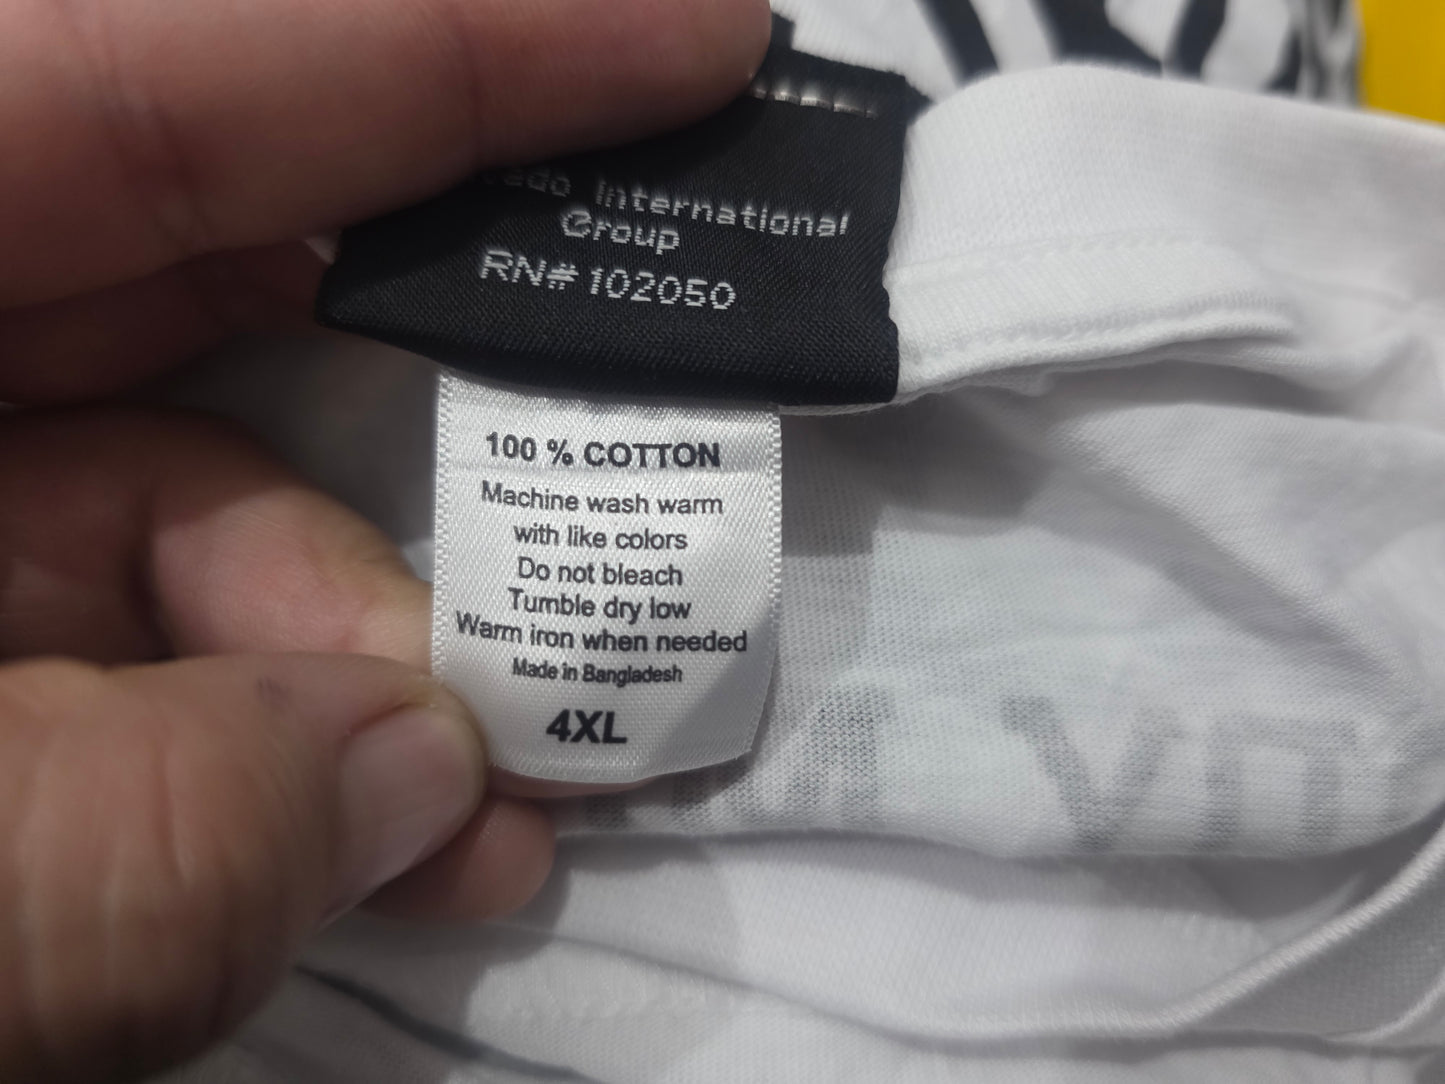 International
Group
RN# 102050
100 % COTTON
Machine wash warm
with like colors
Do not bleach
Tumble dry low
Warm iron when needed
Made in Bangladesh
4XL